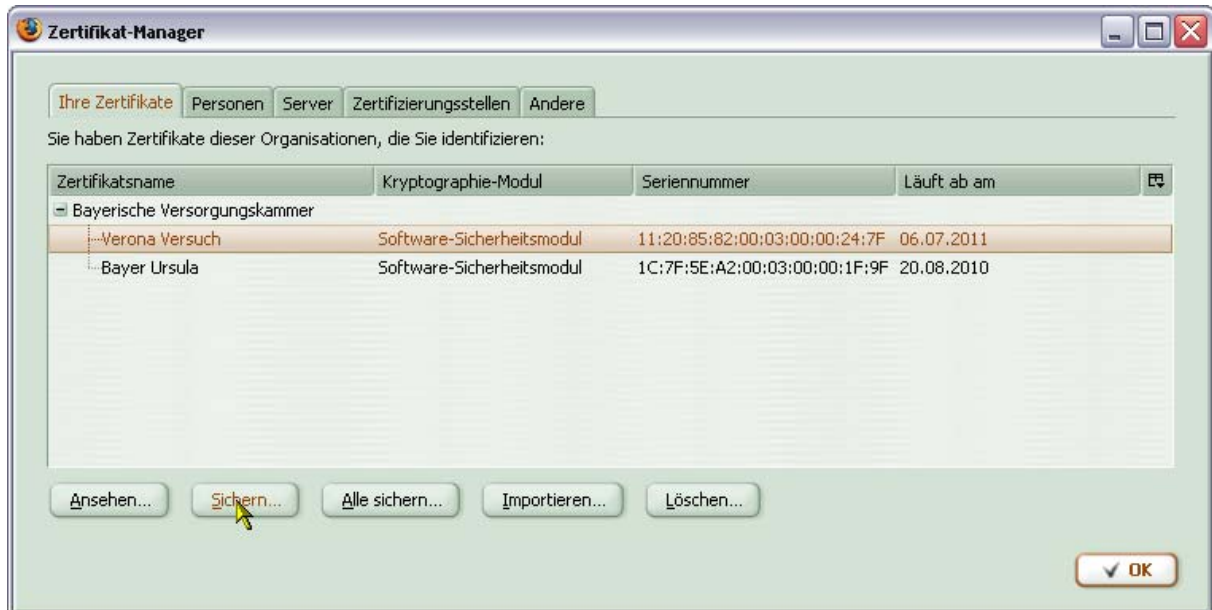 Zertifikat-Manager
Ihre Zertifikate Personen Server Zertifizierungsstellen Andere
Sie haben Zertifikate dieser Organisationen, die Sie identifizieren:
Zertifikatsname Kryptographie-Modul Seriennummer Läuft ab am
Bayerische Versorgungskammer
Verona Versuch Software-Sicherheitsmodul 11:20:85:82:00:03:00:00:24:7F 06.07.2011
Bayer Ursula Software-Sicherheitsmodul 1C:7F:5E:A2:00:03:00:00:1F:9F 20.08.2010
Ansehen... Sichern... Alle sichern... Importieren... Löschen...
OK